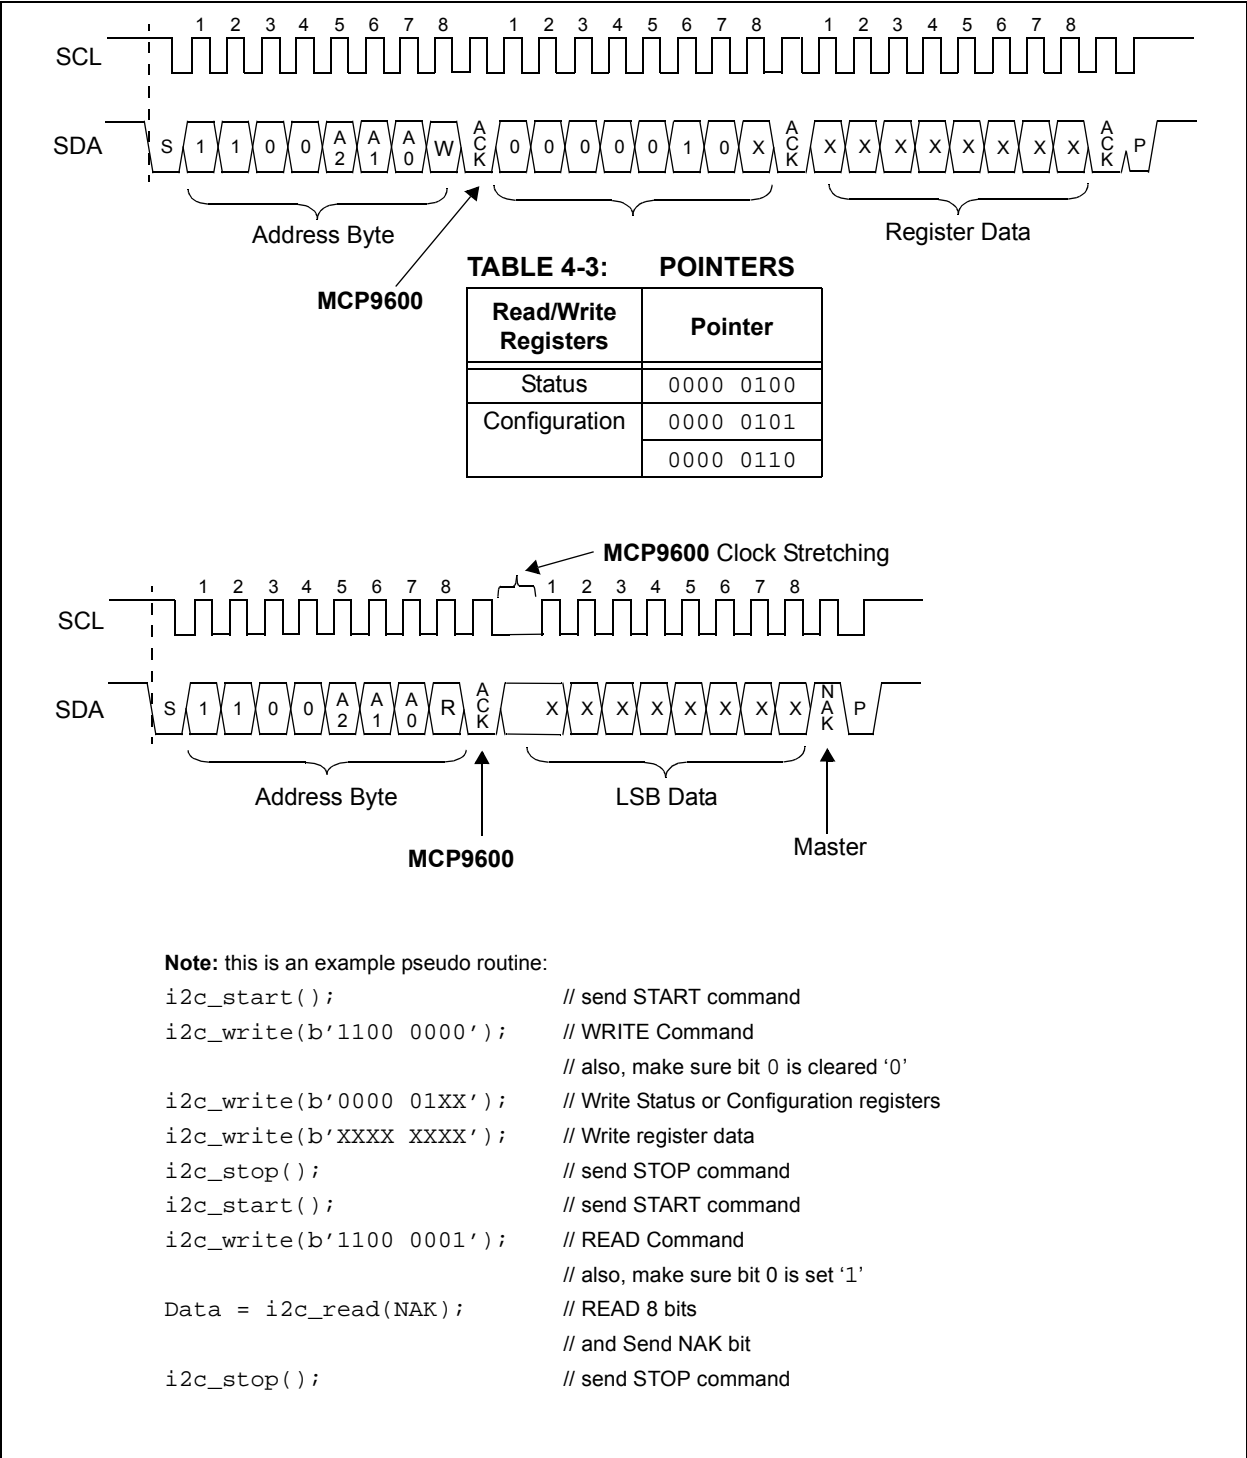 1 2 3 4 5 6 7 8 1 2 3 4 5 6 7 8 1 2 3 4 5 6 7 8
SCL
SDA S 1 1 0 0 A2 A1 A0 W ACK 0 0 0 0 0 1 0 X ACK X X X X X X X X ACK P
Address Byte
Register Data
MCP9600
TABLE 4-3: POINTERS
Read/Write Registers Pointer
Status 0000 0100
Configuration 0000 0101
0000 0110
MCP9600 Clock Stretching
1 2 3 4 5 6 7 8 1 2 3 4 5 6 7 8
SCL
SDA S 1 1 0 0 A2 A1 A0 R ACK X X X X X X X X NAK P
Address Byte LSB Data
MCP9600
Master
Note: this is an example pseudo routine:
i2c_start(); // send START command
i2c_write(b’1100 0000’); // WRITE Command
// also, make sure bit 0 is cleared ‘0’
i2c_write(b’0000 01XX’); // Write Status or Configuration registers
i2c_write(b’XXXX XXXX’); // Write register data
i2c_stop(); // send STOP command
i2c_start(); // send START command
i2c_write(b’1100 0001’); // READ Command
// also, make sure bit 0 is set ‘1’
Data = i2c_read(NAK); // READ 8 bits
// and Send NAK bit
i2c_stop(); // send STOP command